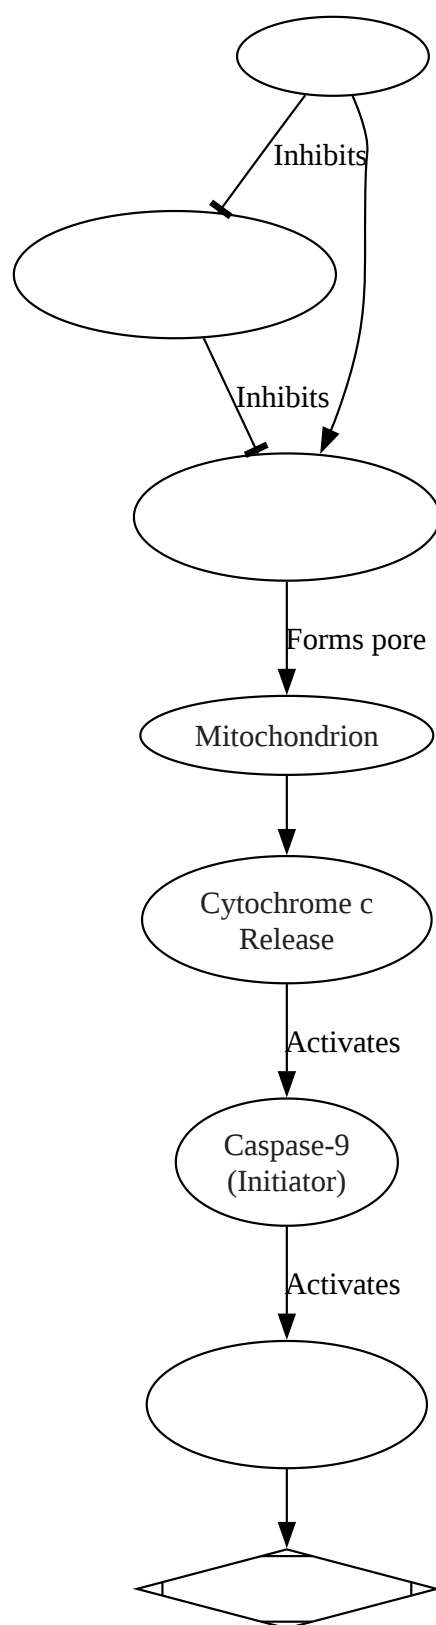 Inhibits
Inhibits
Forms pore
Mitochondrion
Cytochrome c
Release
Activates
Caspase-9
(Initiator)
Activates